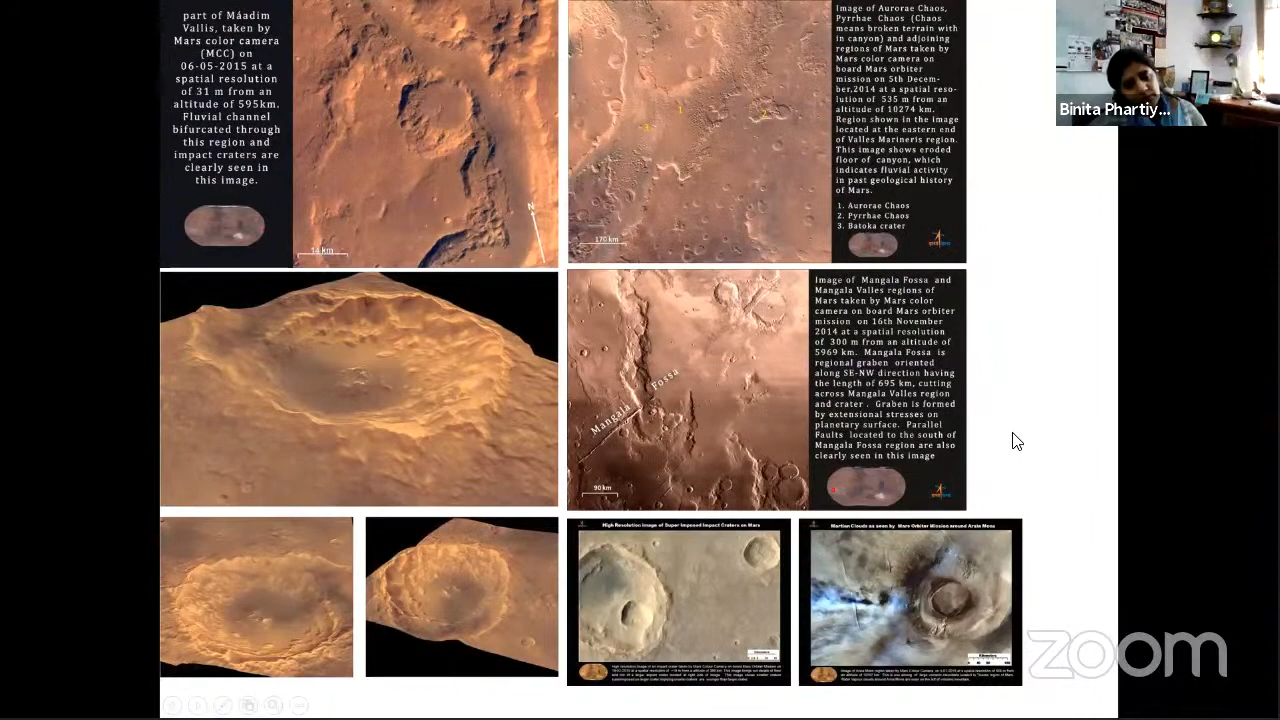 part of Máadim
Vallis, taken by
Mars color camera
(MCC) on
06-05-2015 at a
spatial resolution
of 31 m from an
altitude of 595km.
Fluvial channel
bifurcated through
this region and
impact craters are
clearly seen in
this image.
N
14 km
1
2
3
170 km
Image of Aurorae Chaos,
Pyrrhae Chaos (Chaos
means broken terrain with
in canyon) and adjoining
regions of Mars taken by
Mars color camera on
board Mars orbiter
mission on 5th Decem-
ber,2014 at a spatial reso-
lution of 535 m from an
altitude of 10274 km.
Region shown in the image
located at the eastern end
of Valles Marineris region.
This image shows eroded
floor of canyon, which
indicates fluvial activity
in past geological history
of Mars.
1. Aurorae Chaos
2. Pyrrhae Chaos
3. Batoka crater
Binita Phartiy...
Mangala Fossa
90 km
Image of Mangala Fossa and
Mangala Valles regions of
Mars taken by Mars color
camera on board Mars orbiter
mission on 16th November
2014 at a spatial resolution
of 300 m from an altitude of
5969 km. Mangala Fossa is
regional graben oriented
along SE-NW direction having
the length of 695 km, cutting
across Mangala Valles region
and crater . Graben is formed
by extensional stresses on
planetary surface. Parallel
Faults located to the south of
Mangala Fossa region are also
clearly seen in this image
High Resolution Image of Super Imposed Impact Craters on Mars
Martian Clouds as seen by Mars Orbiter Mission around Arsia Mons
zoom